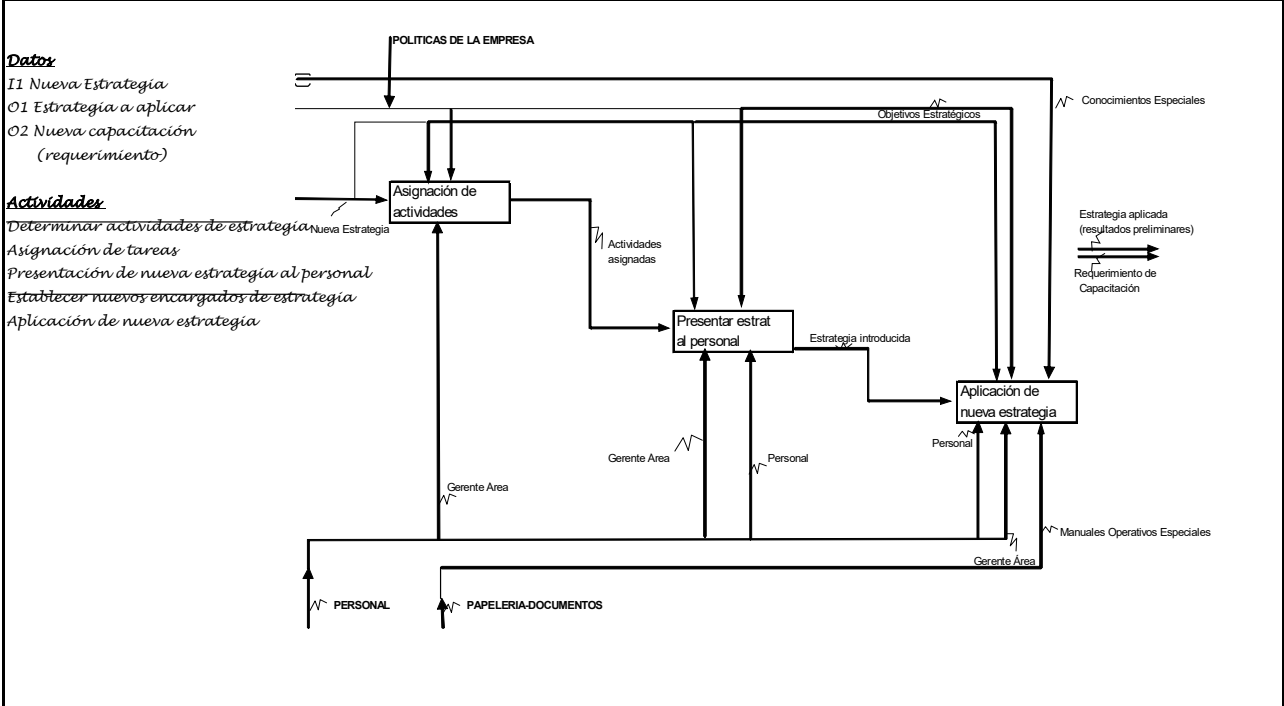 POLITICAS DE LA EMPRESA
Datos
I1 Nueva Estrategia
O1 Estrategia a aplicar
O2 Nueva capacitación
(requerimiento)
Actividades
Determinar actividades de estrategia
Asignación de tareas
Presentación de nueva estrategia al personal
Establecer nuevos encargados de estrategia
Aplicación de nueva estrategia
Conocimientos Especiales
Objetivos Estratégicos
Asignación de
actividades
Nueva Estrategia
Actividades
asignadas
Estrategia aplicada
(resultados preliminares)
Requerimiento de
Capacitación
Presentar estrat
al personal
Estrategia introducida
Aplicación de
nueva estrategia
Personal
Gerente Area
Personal
Gerente Area
Manuales Operativos Especiales
Gerente Área
PERSONAL
PAPELERIA-DOCUMENTOS